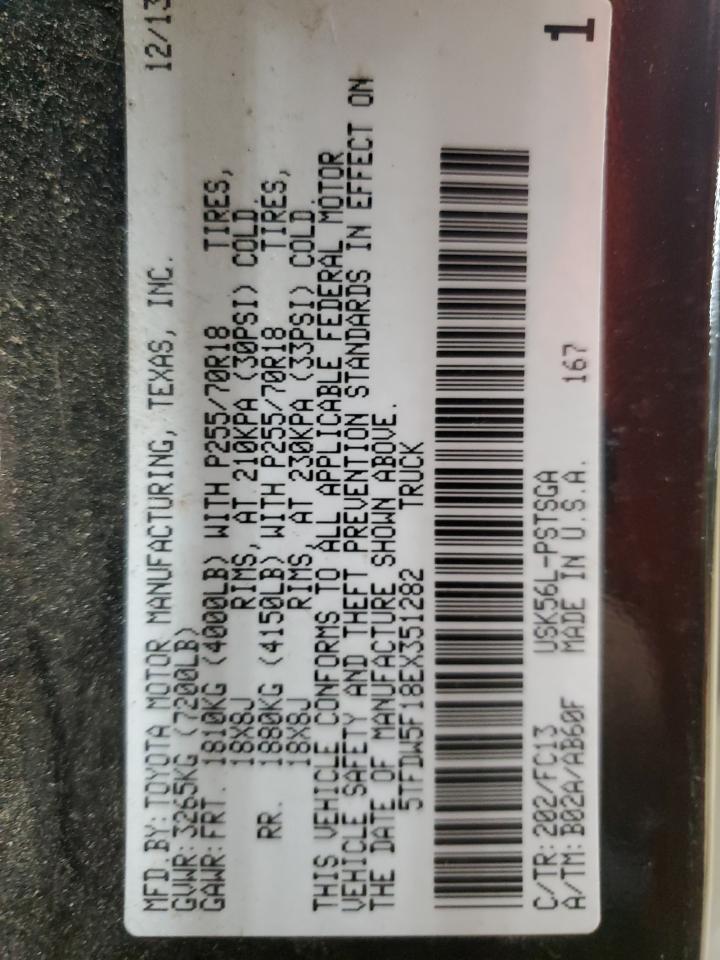 MFD.BY: TOYOTA MOTOR MANUFACTURING, TEXAS, INC. 12/13
GVWR: 3265KG (7200LB)
GAWR: FRT. 1810KG (4000LB) WITH P255/70R18 TIRES,
18X8J RIMS, AT 210KPA (30PSI) COLD
RR. 1880KG (4150LB) WITH P255/70R18 TIRES,
18X8J RIMS, AT 230KPA (33PSI) COLD.
THIS VEHICLE CONFORMS TO ALL APPLICABLE FEDERAL MOTOR
VEHICLE SAFETY AND THEFT PREVENTION STANDARDS IN EFFECT ON
THE DATE OF MANUFACTURE SHOWN ABOVE.
5TFDW5F18EX351282 TRUCK
C/TR: 202/FC13 USK56L-PSTSGA 167
A/TM: B02A/AB60F MADE IN U.S.A. 1